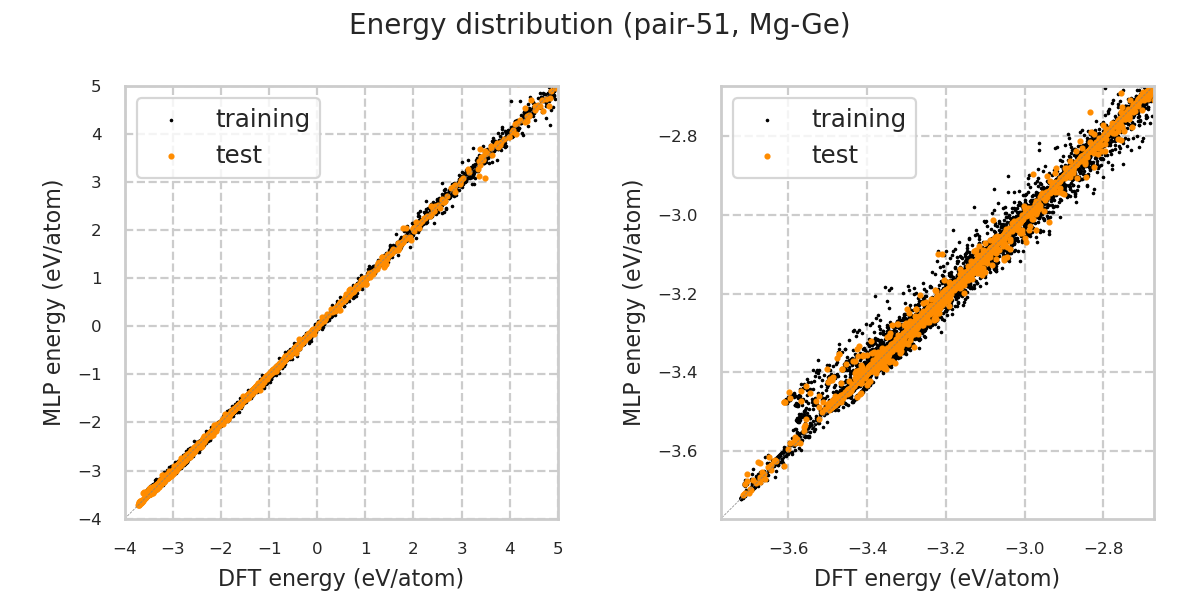 Energy distribution (pair-51, Mg-Ge)
MLP energy (eV/atom)
5
4
3
2
1
0
−1
−2
−3
−4
training
test
−4 −3 −2 −1 0 1 2 3 4 5
DFT energy (eV/atom)
MLP energy (eV/atom)
−2.8
−3.0
−3.2
−3.4
−3.6
training
test
−3.6 −3.4 −3.2 −3.0 −2.8
DFT energy (eV/atom)